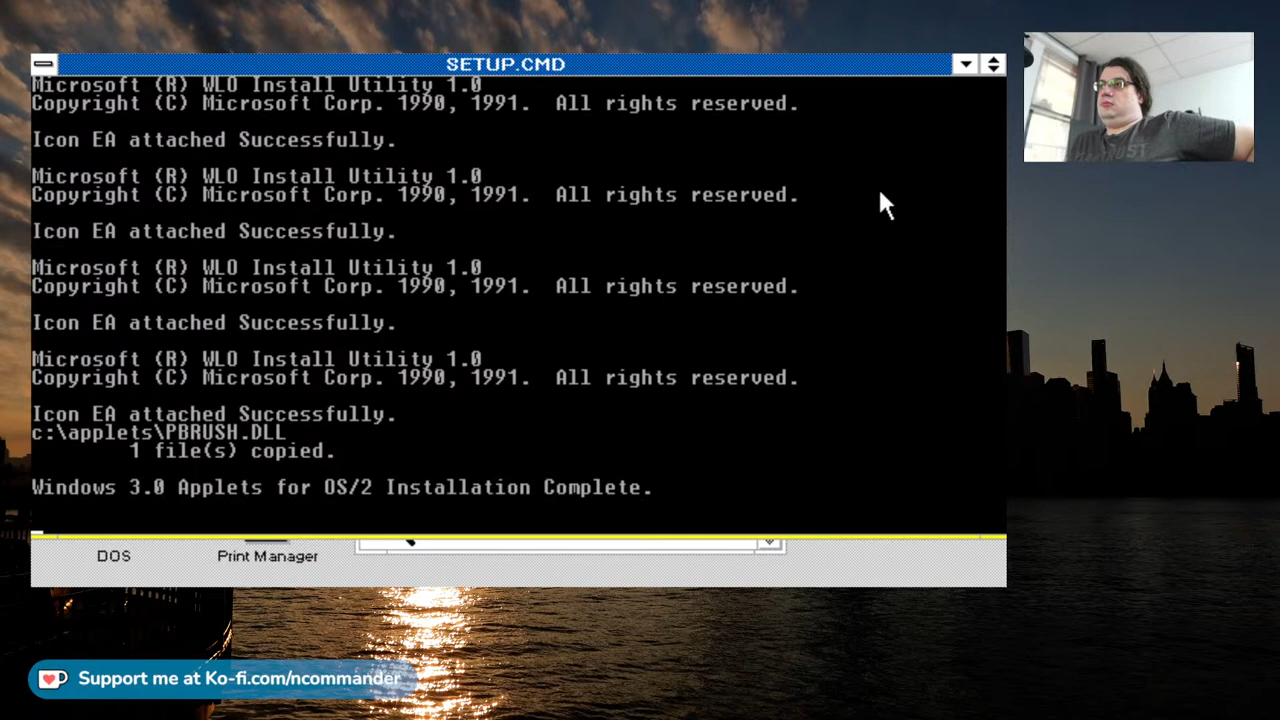 SETUP.CMD
Microsoft (R) WLO Install Utility 1.0
Copyright (C) Microsoft Corp. 1990, 1991.  All rights reserved.
Icon EA attached Successfully.
Microsoft (R) WLO Install Utility 1.0
Copyright (C) Microsoft Corp. 1990, 1991.  All rights reserved.
Icon EA attached Successfully.
Microsoft (R) WLO Install Utility 1.0
Copyright (C) Microsoft Corp. 1990, 1991.  All rights reserved.
Icon EA attached Successfully.
Microsoft (R) WLO Install Utility 1.0
Copyright (C) Microsoft Corp. 1990, 1991.  All rights reserved.
Icon EA attached Successfully.
c:\applets\PBRUSH.DLL
1 file(s) copied.
Windows 3.0 Applets for OS/2 Installation Complete.
DOS
Print Manager
Support me at Ko-fi.com/ncommander